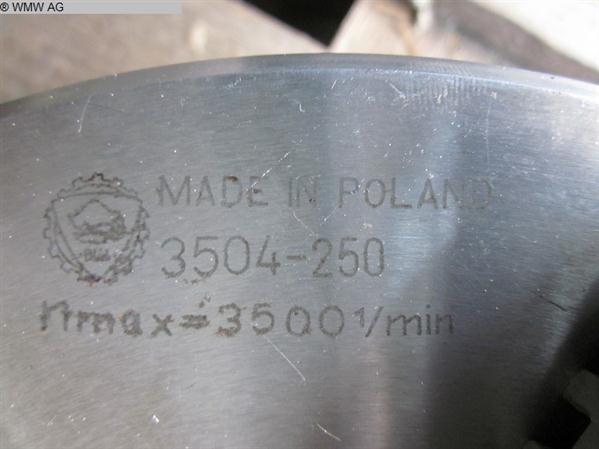 © WMW AG
MADE IN POLAND
3504-250
nmax=3500 1/min